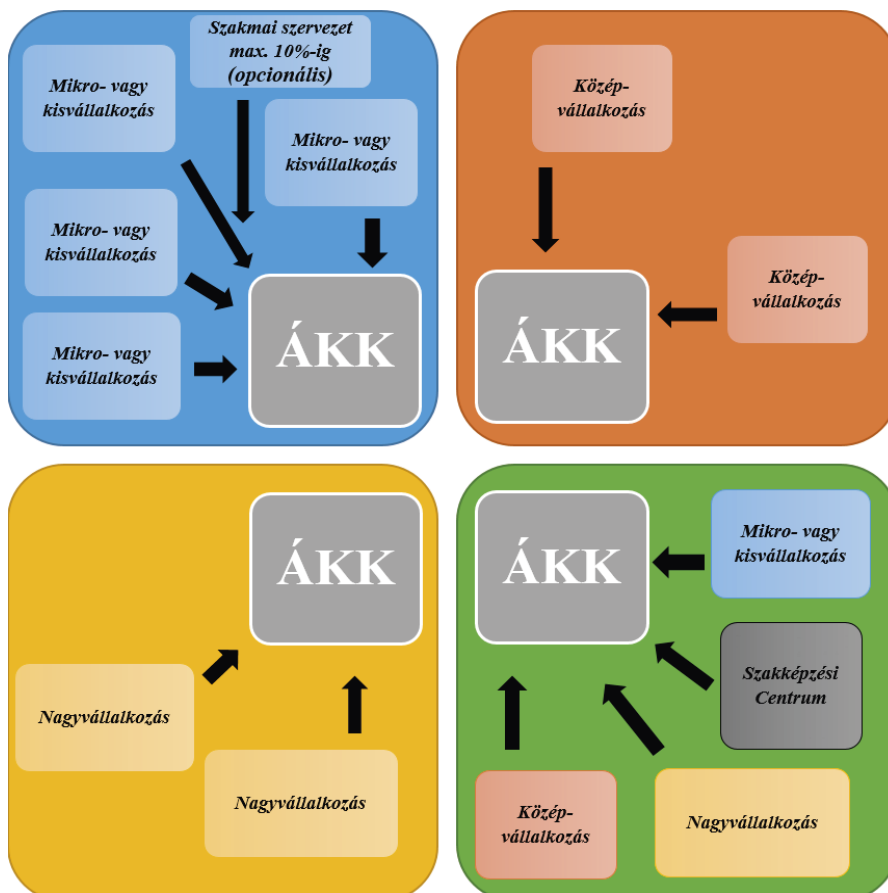 Szakmai szervezet
max. 10%-ig
(opcionális)
Mikro- vagy
kisvállalkozás
Mikro- vagy
kisvállalkozás
Mikro- vagy
kisvállalkozás
Mikro- vagy
kisvállalkozás
ÁKK
Közép-
vállalkozás
Közép-
vállalkozás
ÁKK
ÁKK
Nagyvállalkozás
Nagyvállalkozás
ÁKK
Mikro- vagy
kisvállalkozás
Szakképzési
Centrum
Közép-
vállalkozás
Nagyvállalkozás